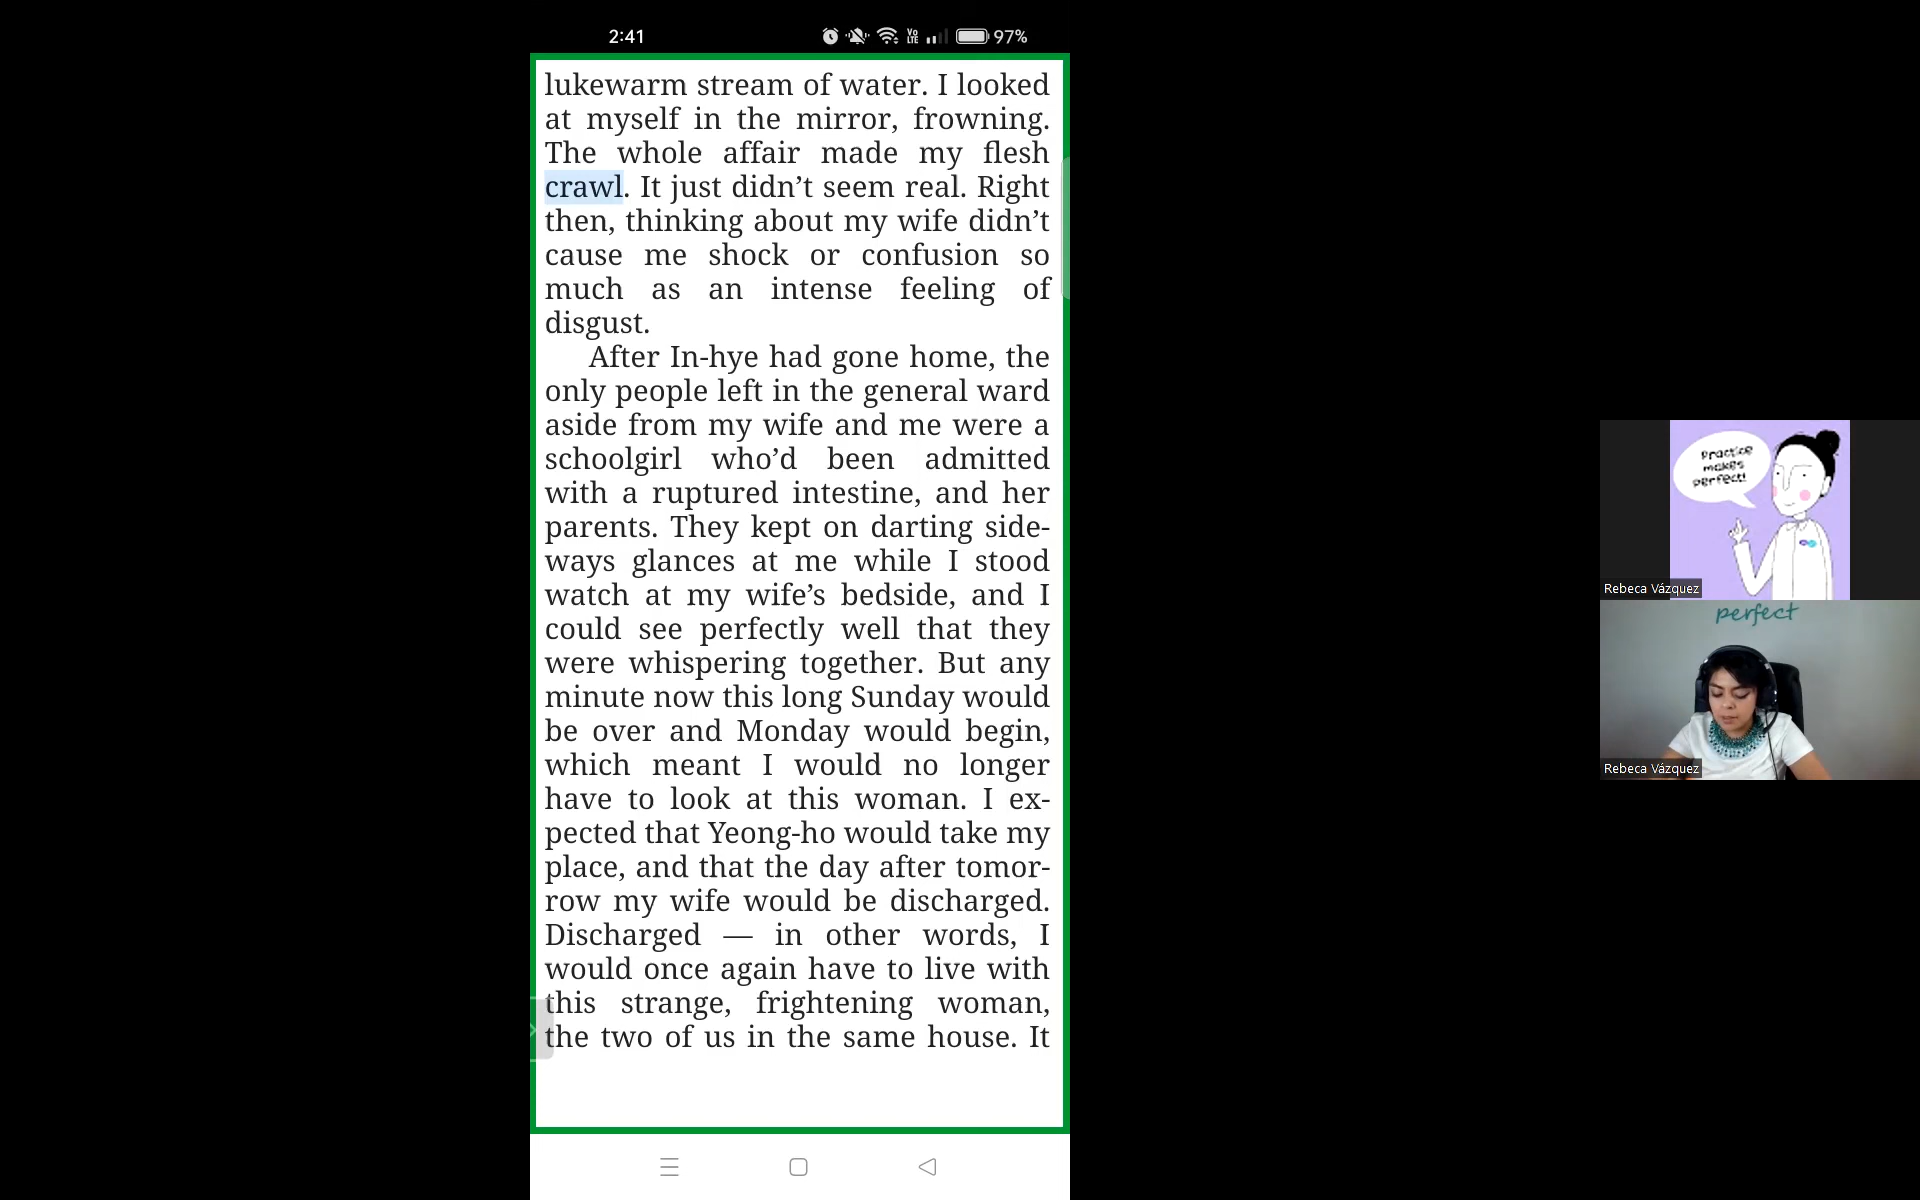 2:41
Vo
LTE
97%
lukewarm stream of water. I looked
at myself in the mirror, frowning.
The whole affair made my flesh
crawl. It just didn’t seem real. Right
then, thinking about my wife didn’t
cause me shock or confusion so
much as an intense feeling of
disgust.
After In-hye had gone home, the
only people left in the general ward
aside from my wife and me were a
schoolgirl who’d been admitted
with a ruptured intestine, and her
parents. They kept on darting side-
ways glances at me while I stood
watch at my wife’s bedside, and I
could see perfectly well that they
were whispering together. But any
minute now this long Sunday would
be over and Monday would begin,
which meant I would no longer
have to look at this woman. I ex-
pected that Yeong-ho would take my
place, and that the day after tomor-
row my wife would be discharged.
Discharged — in other words, I
would once again have to live with
this strange, frightening woman,
the two of us in the same house. It
Practice
makes
perfect!
Rebeca Vázquez
perfect
Rebeca Vázquez